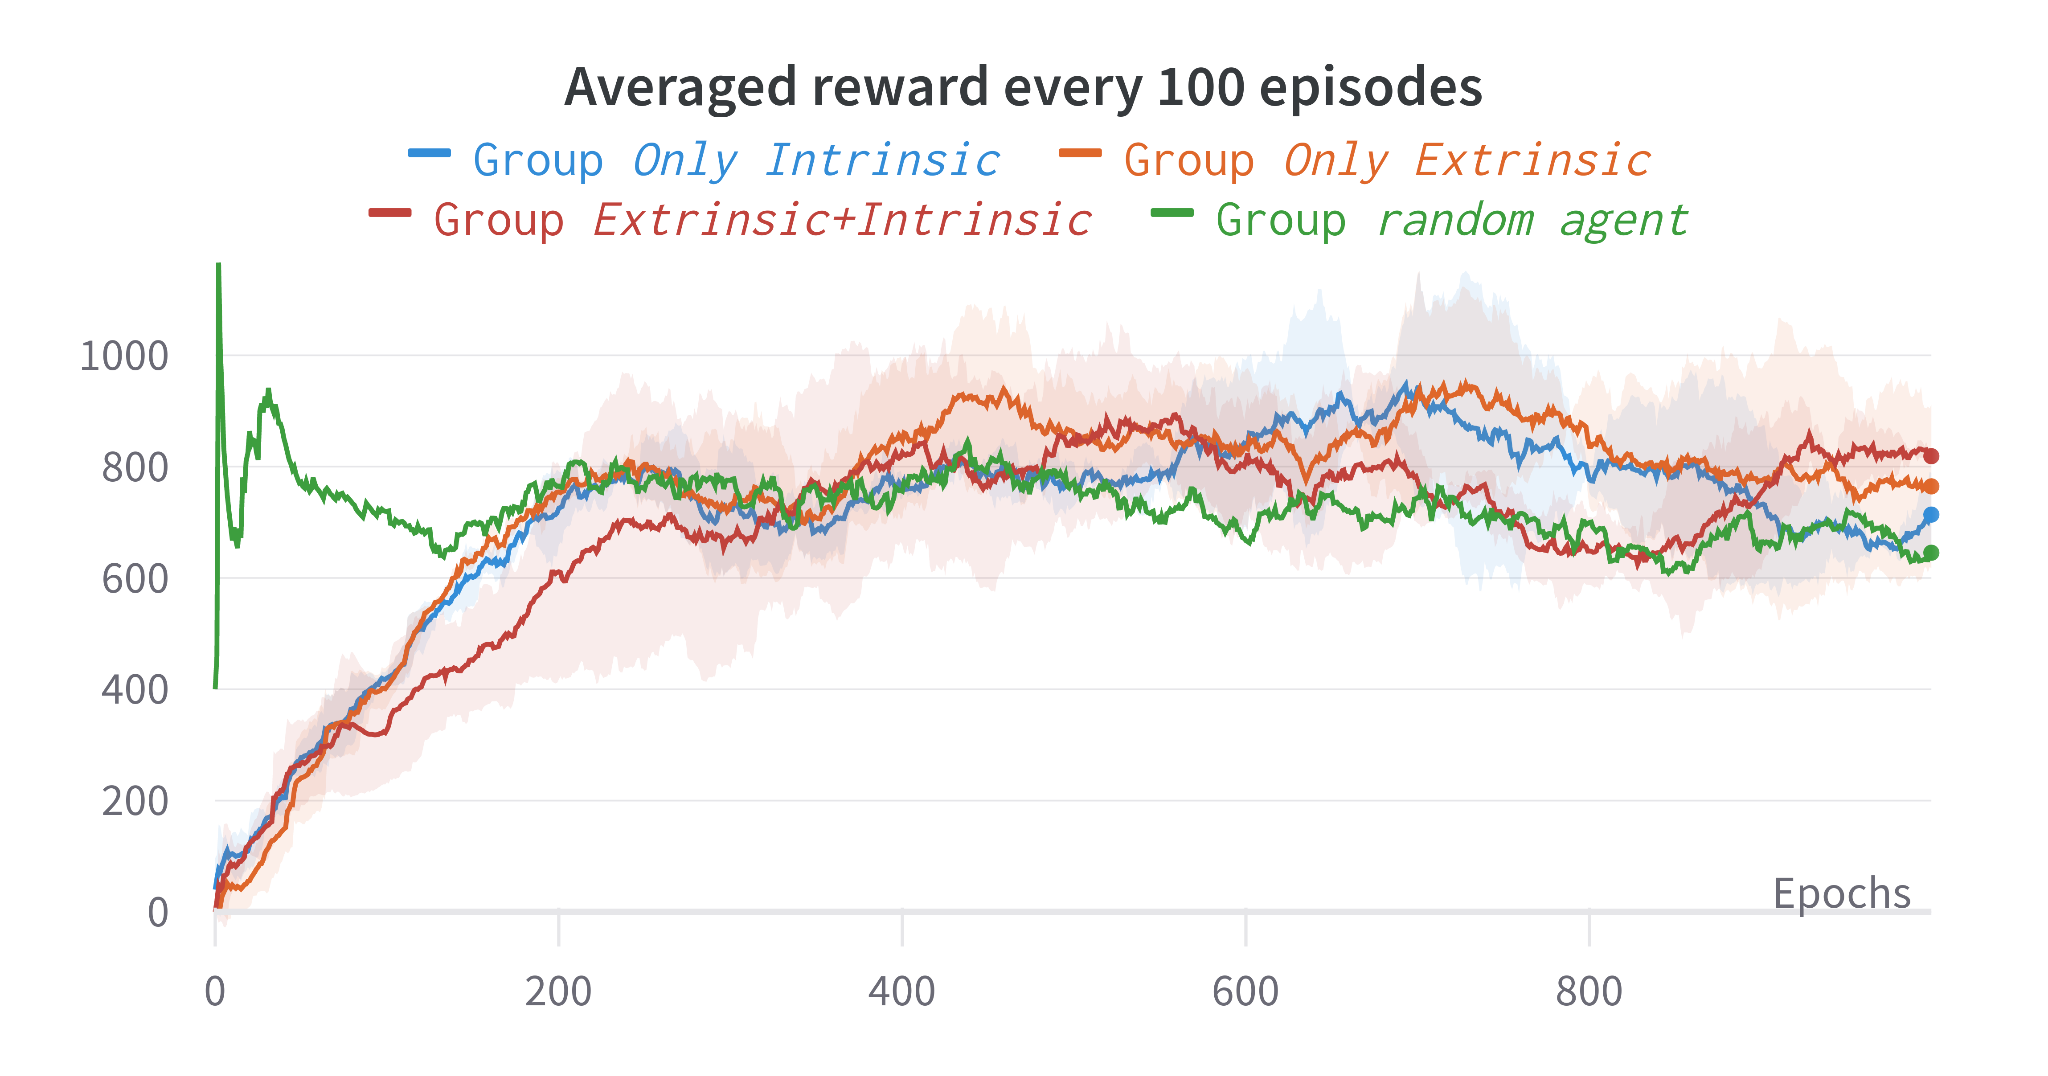 Averaged reward every 100 episodes
Group Only Intrinsic Group Only Extrinsic
Group Extrinsic+Intrinsic Group random agent
1000
800
600
400
200
0
Epochs
0 200 400 600 800